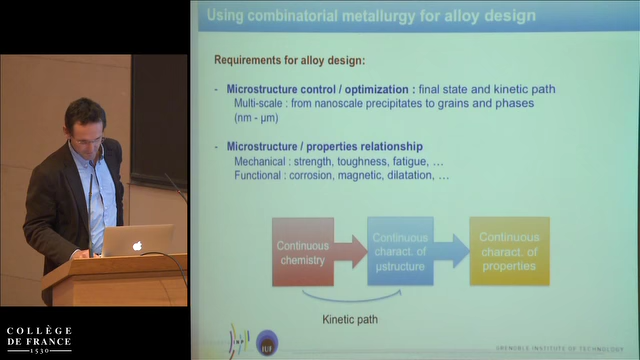 Using combinatorial metallurgy for alloy design
Requirements for alloy design:
- Microstructure control / optimization : final state and kinetic path
Multi-scale : from nanoscale precipitates to grains and phases
(nm - µm)
- Microstructure / properties relationship
Mechanical : strength, toughness, fatigue, …
Functional : corrosion, magnetic, dilatation, …
Continuous
chemistry
Continuous
charact. of
µstructure
Continuous
charact. of
properties
Kinetic path
COLLÈGE
DE FRANCE
1530
IUF
GRENOBLE INSTITUTE OF TECHNOLOGY